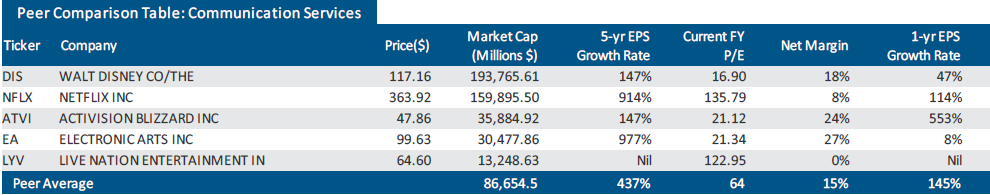 Peer Comparison Table: Communication Services
Ticker Company Price($) Market Cap (Millions $) 5-yr EPS Growth Rate Current FY P/E Net Margin 1-yr EPS Growth Rate
DIS WALT DISNEY CO/THE 117.16 193,765.61 147% 16.90 18% 47%
NFLX NETFLIX INC 363.92 159,895.50 914% 135.79 8% 114%
ATVI ACTIVISION BLIZZARD INC 47.86 35,884.92 147% 21.12 24% 553%
EA ELECTRONIC ARTS INC 99.63 30,477.86 977% 21.34 27% 8%
LYV LIVE NATION ENTERTAINMENT IN 64.60 13,248.63 Nil 122.95 0% Nil
Peer Average 86,654.5 437% 64 15% 145%